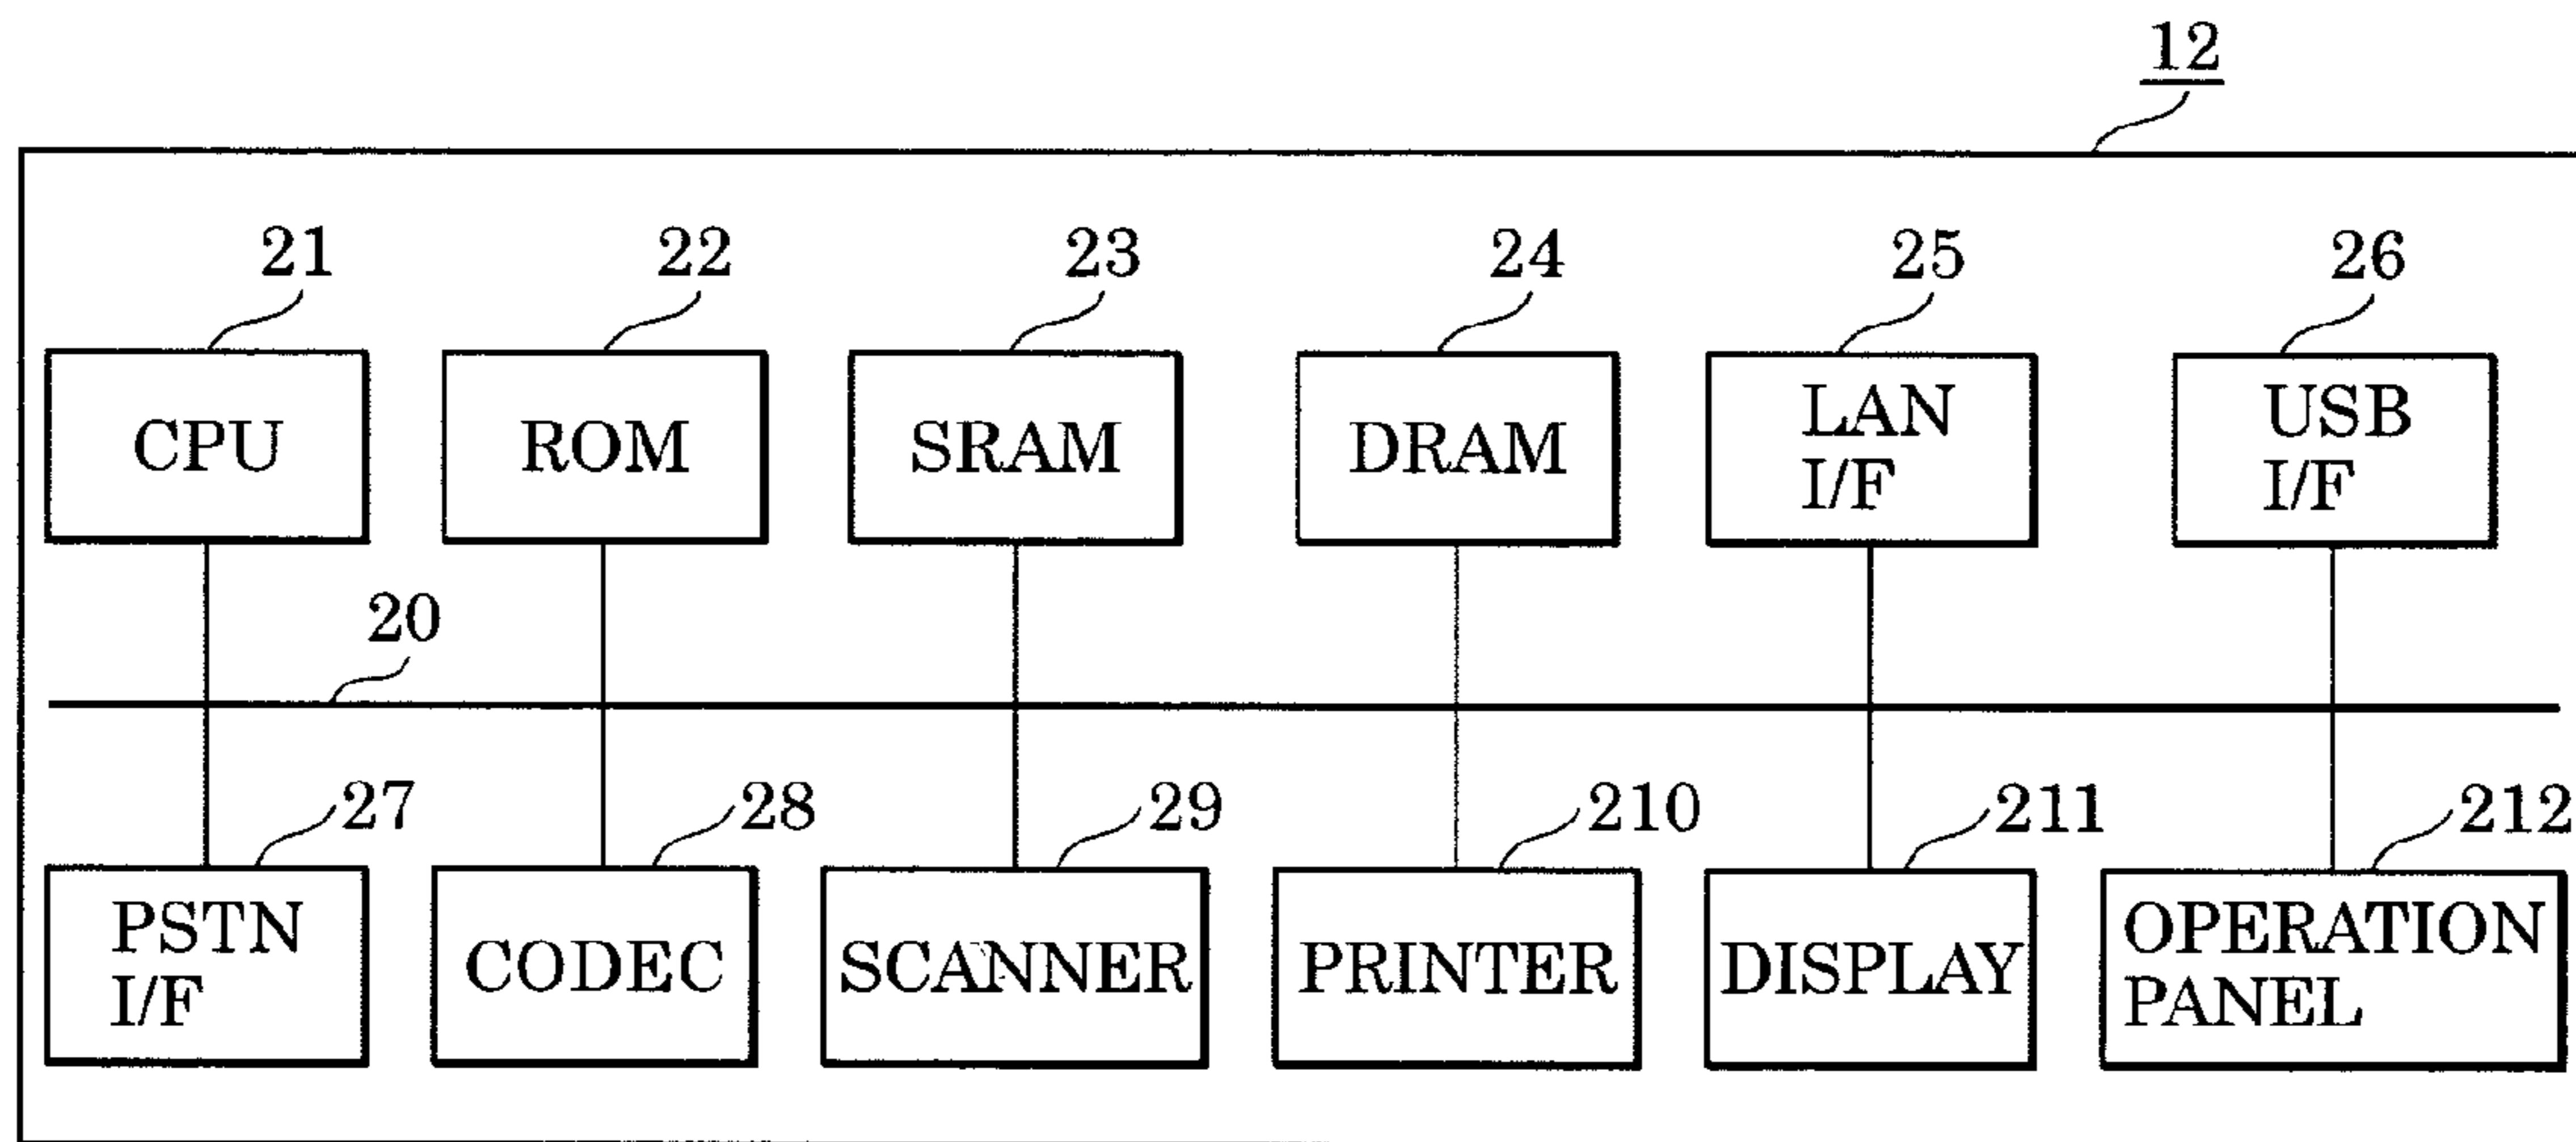 12
21
22
23
24
25
26
CPU
ROM
SRAM
DRAM
LAN
I/F
USB
I/F
20
27
28
29
210
211
212
PSTN
I/F
CODEC
SCANNER
PRINTER
DISPLAY
OPERATION
PANEL